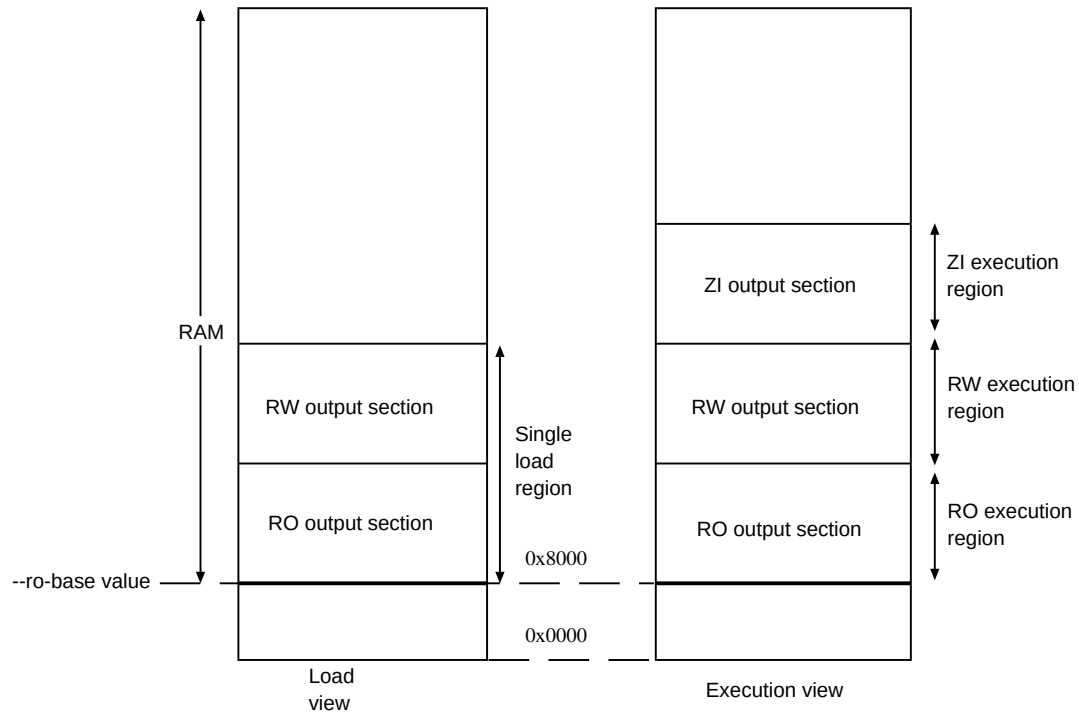 ZI output section
ZI execution
region
RAM
RW output section
RW output section
RW execution
region
Single
load
region
RO output section
RO output section
RO execution
region
0x8000
--ro-base value
0x0000
Load
view
Execution view